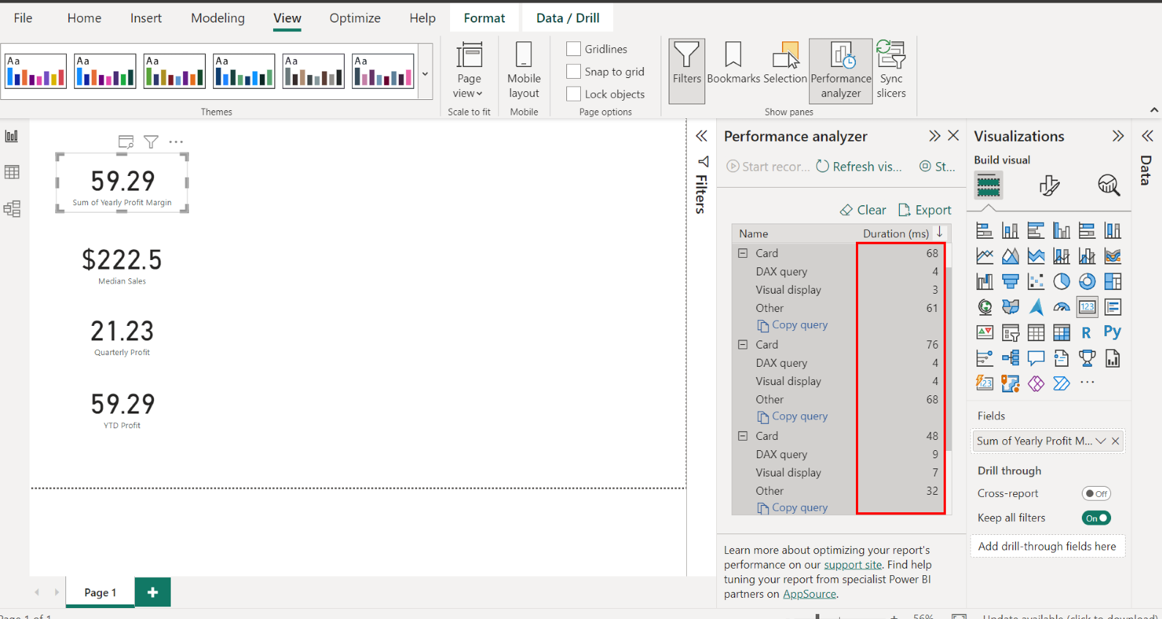 File Home Insert Modeling View Optimize Help Format Data / Drill
Aa Aa Aa Aa Aa Aa
Page view
Mobile layout
Gridlines
Snap to grid
Lock objects
Filters
Bookmarks
Selection
Performance analyzer
Sync slicers
Themes Scale to fit Mobile Page options Show panes
59.29
Sum of Yearly Profit Margin
$222.5
Median Sales
21.23
Quarterly Profit
59.29
YTD Profit
Filters
Performance analyzer
Start recor... Refresh vis... St...
Clear Export
Name Duration (ms)
Card 68
DAX query 4
Visual display 3
Other 61
Copy query
Card 76
DAX query 4
Visual display 4
Other 68
Copy query
Card 48
DAX query 9
Visual display 7
Other 32
Copy query
Learn more about optimizing your report's
performance on our support site. Find help
tuning your report from specialist Power BI
partners on AppSource.
Visualizations
Build visual
123
R Py
123
Fields
Sum of Yearly Profit M...
Drill through
Cross-report Off
Keep all filters On
Add drill-through fields here
Data
Page 1
Page 1 of 1
56%
Update available (click to download)